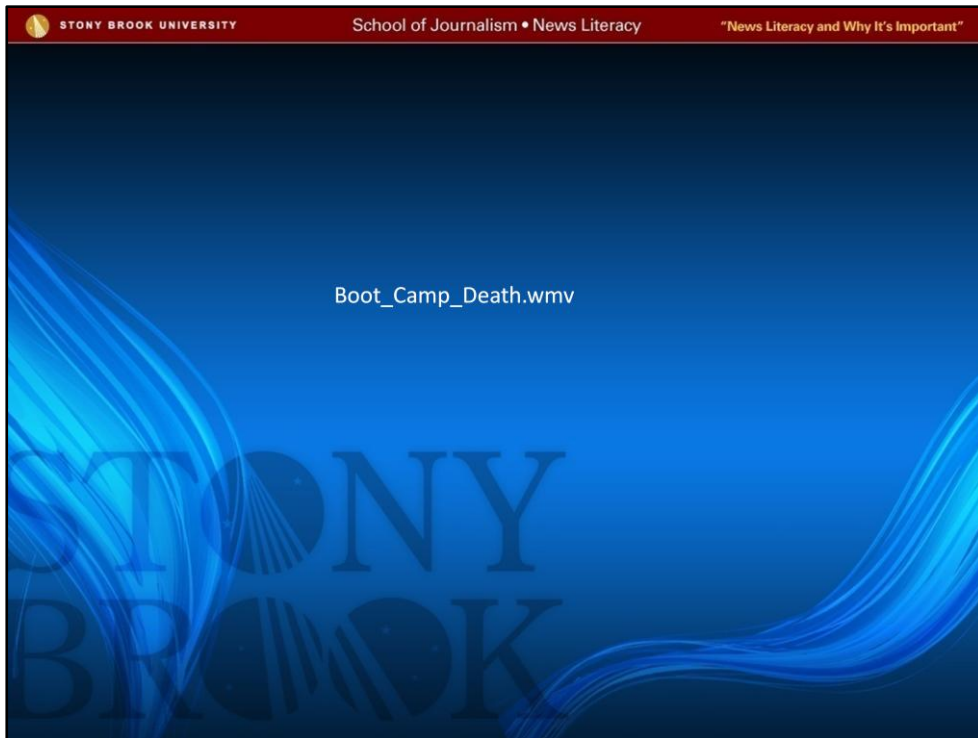 STONY BROOK UNIVERSITY
School of Journalism • News Literacy
"News Literacy and Why It's Important"
Boot_Camp_Death.wmv
STONY
BROOK